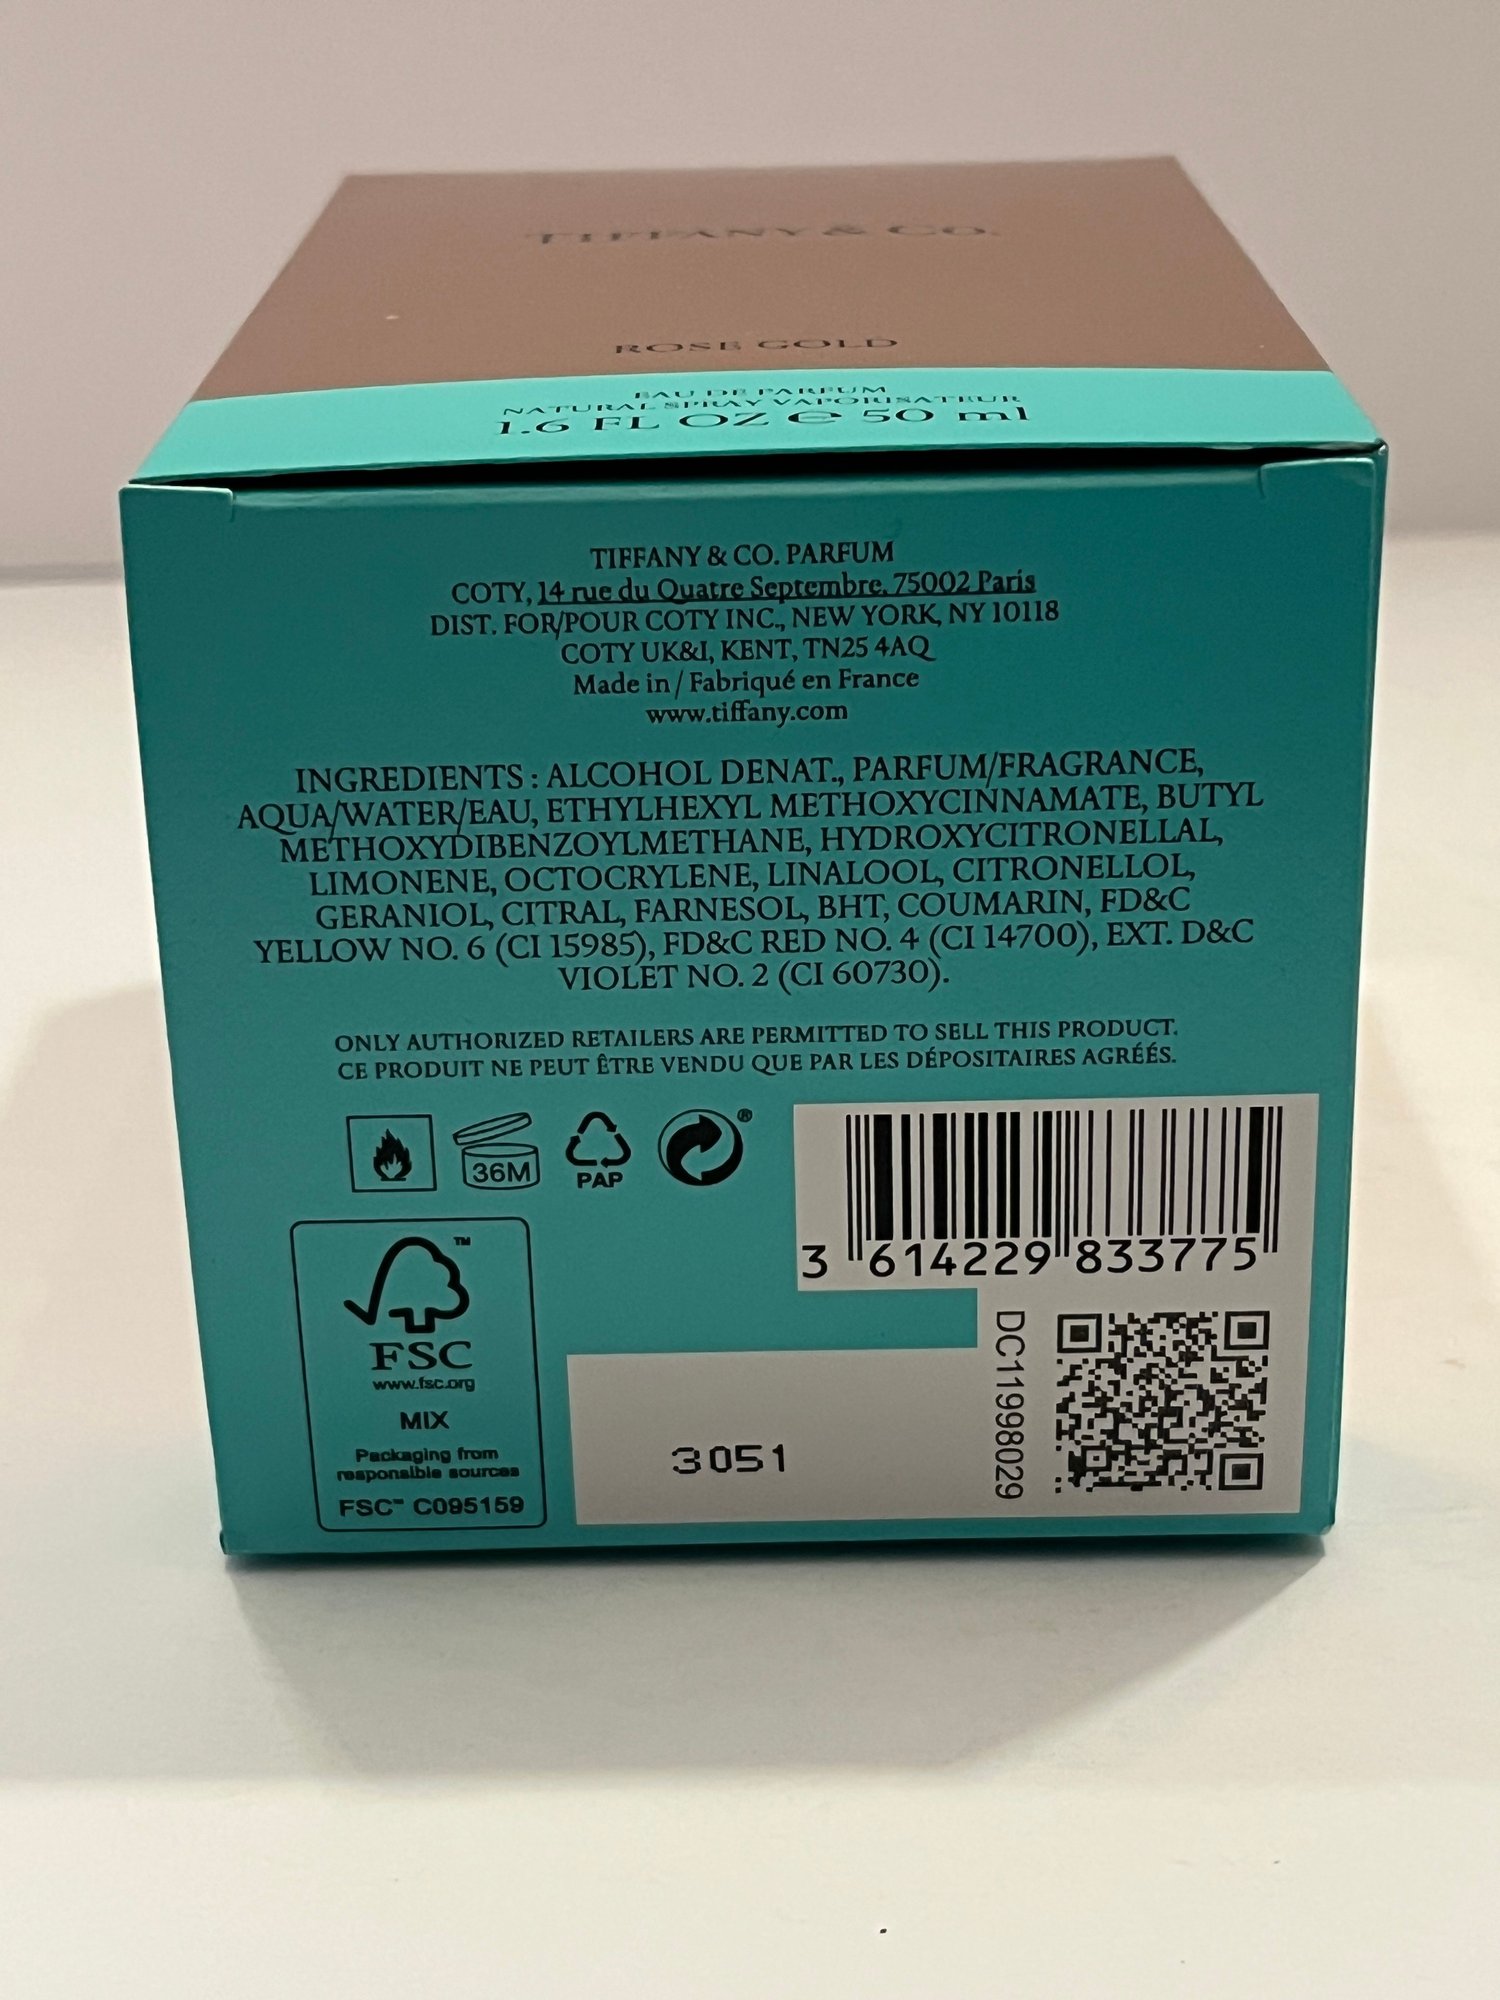 TIFFANY & CO.
ROSE GOLD
EAU DE PARFUM
NATURAL SPRAY VAPORISATEUR
1.6 FL OZ e 50 ml
TIFFANY & CO. PARFUM
COTY, 14 rue du Quatre Septembre, 75002 Paris
DIST. FOR/POUR COTY INC., NEW YORK, NY 10118
COTY UK&I, KENT, TN25 4AQ
Made in / Fabriqué en France
www.tiffany.com
INGREDIENTS : ALCOHOL DENAT., PARFUM/FRAGRANCE,
AQUA/WATER/EAU, ETHYLHEXYL METHOXYCINNAMATE, BUTYL
METHOXYDIBENZOYLMETHANE, HYDROXYCITRONELLAL,
LIMONENE, OCTOCRYLENE, LINALOOL, CITRONELLOL,
GERANIOL, CITRAL, FARNESOL, BHT, COUMARIN, FD&C
YELLOW NO. 6 (CI 15985), FD&C RED NO. 4 (CI 14700), EXT. D&C
VIOLET NO. 2 (CI 60730).
ONLY AUTHORIZED RETAILERS ARE PERMITTED TO SELL THIS PRODUCT.
CE PRODUIT NE PEUT ÊTRE VENDU QUE PAR LES DÉPOSITAIRES AGRÉÉS.
36M
PAP
®
3 614229 833775
™
FSC
www.fsc.org
MIX
Packaging from
responsible sources
FSC™ C095159
3051
DC11998029